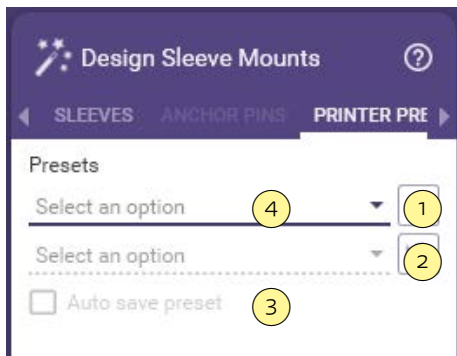 Design Sleeve Mounts ?
SLEEVES ANCHOR PINS PRINTER PRE
Presets
Select an option 4 1
Select an option 2
Auto save preset 3